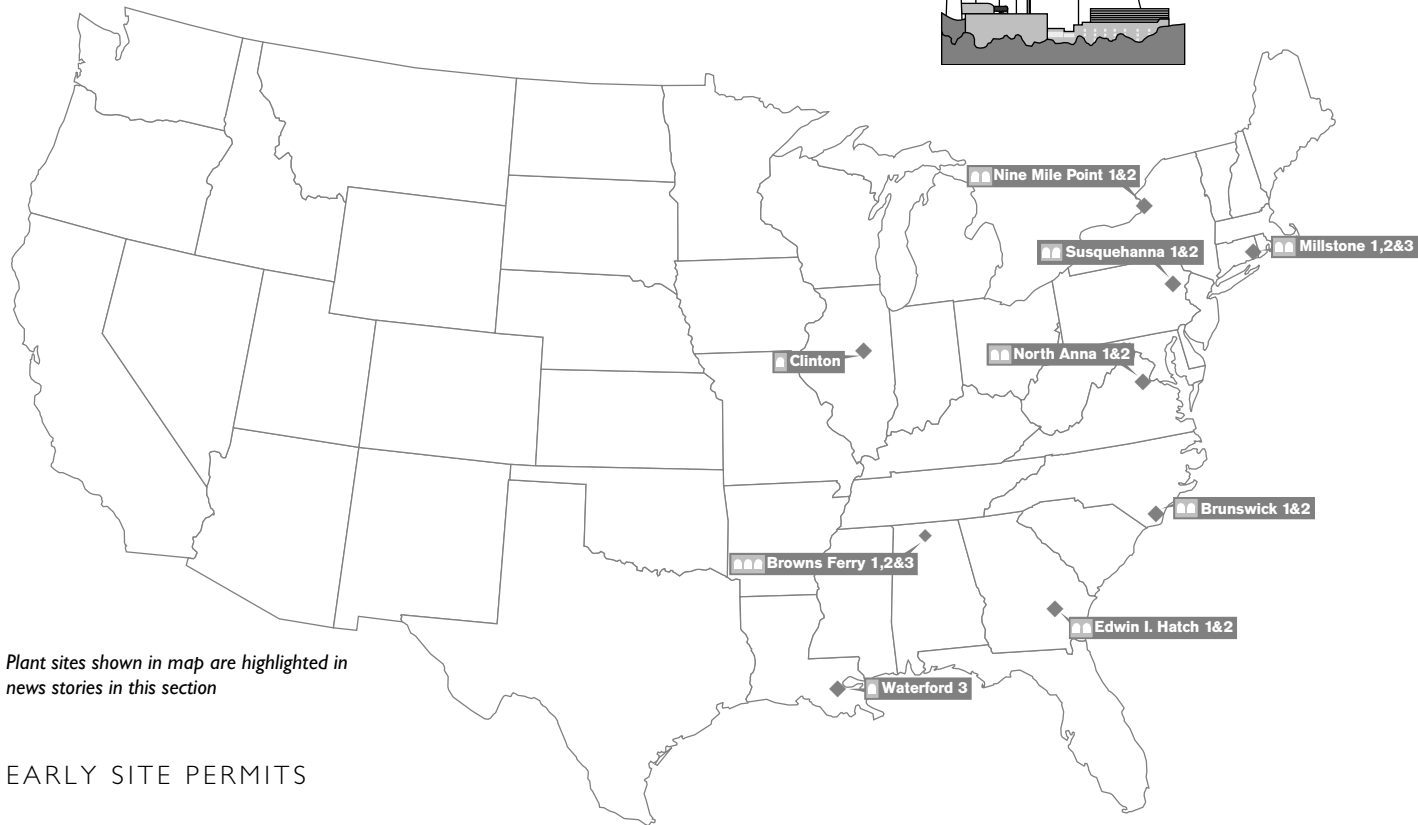 Nine Mile Point 1&2
Susquehanna 1&2
Millstone 1,2&3
Clinton
North Anna 1&2
Brunswick 1&2
Browns Ferry 1,2&3
Edwin I. Hatch 1&2
Waterford 3
Plant sites shown in map are highlighted in
news stories in this section
EARLY SITE PERMITS